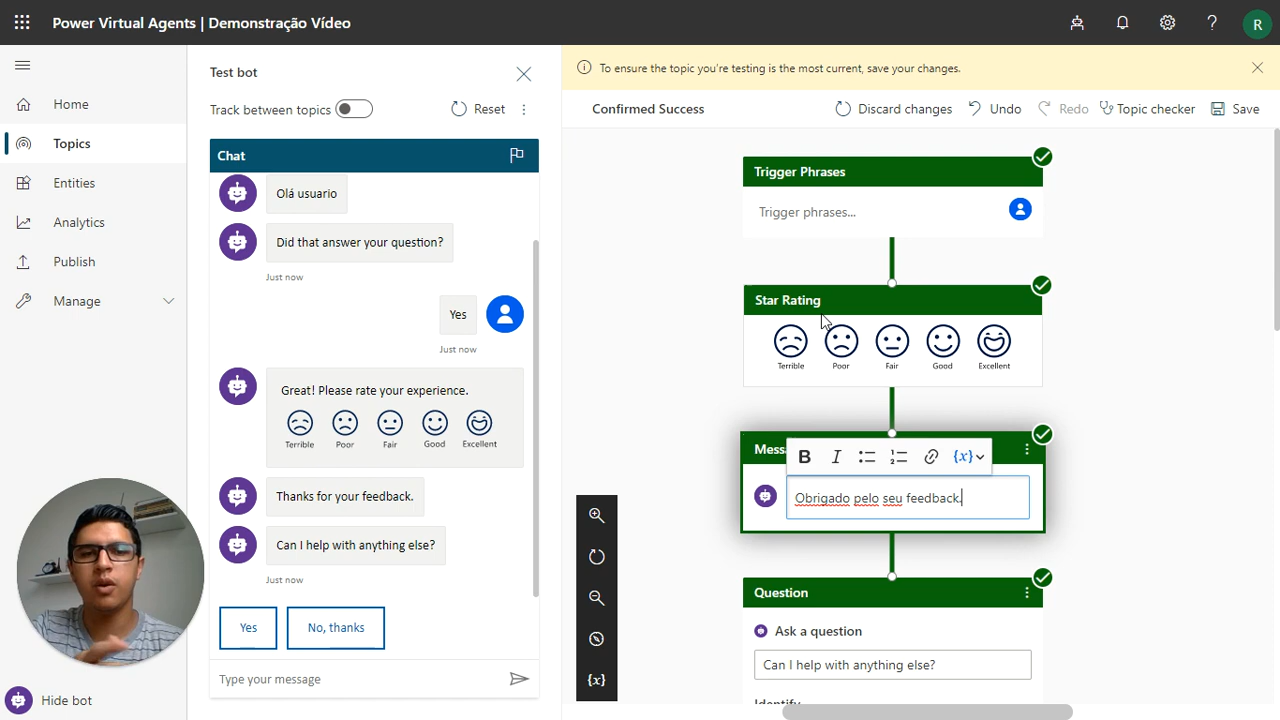 Power Virtual Agents | Demonstração Vídeo
?
R
Home
Topics
Entities
Analytics
Publish
Manage
Hide bot
Test bot
Track between topics
Reset
Chat
Olá usuario
Did that answer your question?
Just now
Yes
Just now
Great! Please rate your experience.
Terrible Poor Fair Good Excellent
Thanks for your feedback.
Can I help with anything else?
Just now
Yes No, thanks
Type your message
To ensure the topic you're testing is the most current, save your changes.
Confirmed Success
Discard changes
Undo
Redo
Topic checker
Save
Trigger Phrases
Trigger phrases...
Star Rating
Terrible Poor Fair Good Excellent
Mess
B I {x}
Obrigado pelo seu feedback.
Question
Ask a question
Can I help with anything else?
Identify
{x}